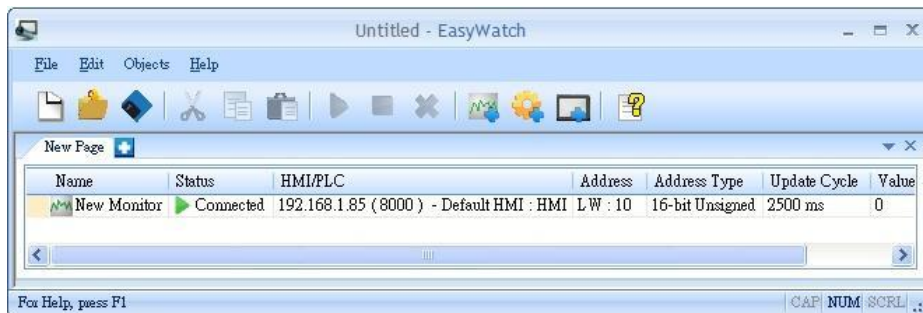 Untitled - EasyWatch
File Edit Objects Help
New Page
Name Status HMI/PLC Address Address Type Update Cycle Value
New Monitor Connected 192.168.1.85 ( 8000 ) - Default HMI : HMI LW : 10 16-bit Unsigned 2500 ms 0
For Help, press F1 CAP NUM SCRL